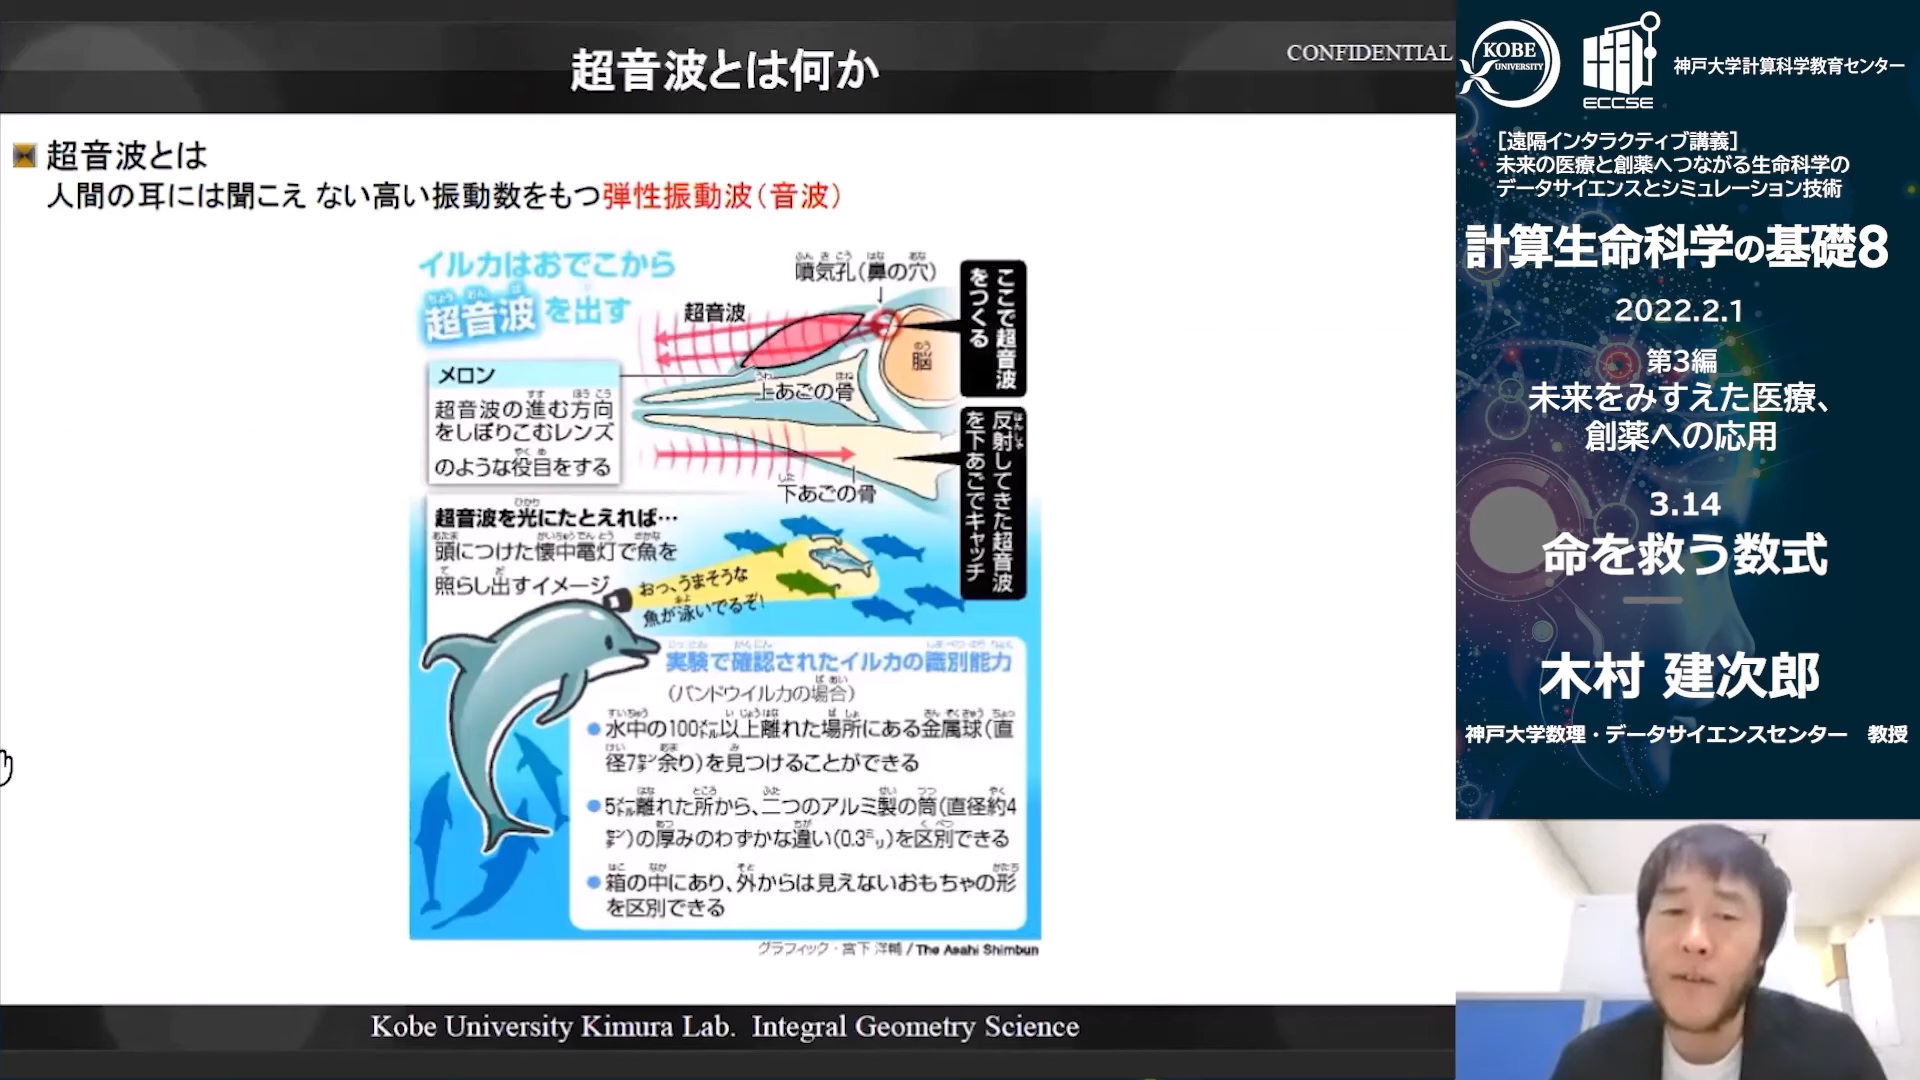 超音波とは何か
CONFIDENTIAL
超音波とは
人間の耳には聞こえ ない高い振動数をもつ弾性振動波（音波）
イルカはおでこから
超音波を出す
噴気孔(鼻の穴)
超音波
脳
ここで超音波
をつくる
メロン
超音波の進む方向
をしぼりこむレンズ
のような役目をする
上あごの骨
下あごの骨
反射してきた超音波
を下あごでキャッチ
超音波を光にたとえれば…
頭につけた懐中電灯で魚を
照らし出すイメージ
おっ、うまそうな
魚が泳いでるぞ!
実験で確認されたイルカの識別能力
(バンドウイルカの場合)
●水中の100メートル以上離れた場所にある金属球(直
径7センチ余り)を見つけることができる
●5メートル離れた所から、二つのアルミ製の筒(直径約4
センチ)の厚みのわずかな違い(0.3ミリ)を区別できる
●箱の中にあり、外からは見えないおもちゃの形
を区別できる
グラフィック・宮下 洋輔 / The Asahi Shimbun
Kobe University Kimura Lab. Integral Geometry Science
KOBE
UNIVERSITY
ECCSE
神戸大学計算科学教育センター
［遠隔インタラクティブ講義］
未来の医療と創薬へつながる生命科学の
データサイエンスとシミュレーション技術
計算生命科学の基礎8
2022.2.1
第3編
未来をみすえた医療、
創薬への応用
3.14
命を救う数式
木村 建次郎
神戸大学数理・データサイエンスセンター 教授